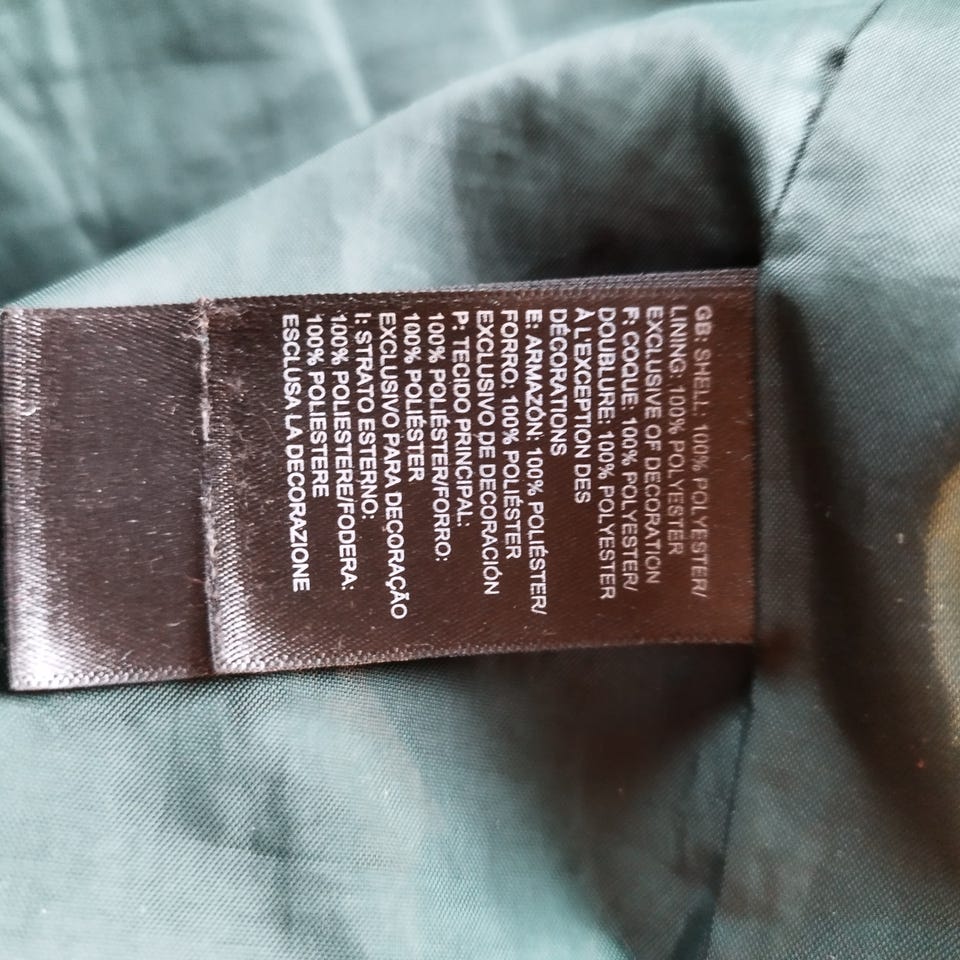 GB: SHELL: 100% POLYESTER/
LINING: 100% POLYESTER
EXCLUSIVE OF DECORATION
F: COQUE: 100% POLYESTER/
DOUBLURE: 100% POLYESTER
À L'EXCEPTION DES
DÉCORATIONS
E: ARMAZÓN: 100% POLIÉSTER/
FORRO: 100% POLIÉSTER
EXCLUSIVO DE DECORACIÓN
P: TECIDO PRINCIPAL:
100% POLIÉSTER/FORRO:
100% POLIÉSTER
EXCLUSIVO PARA DECORAÇÃO
I: STRATO ESTERNO:
100% POLIESTERE/FODERA:
100% POLIESTERE
ESCLUSA LA DECORAZIONE